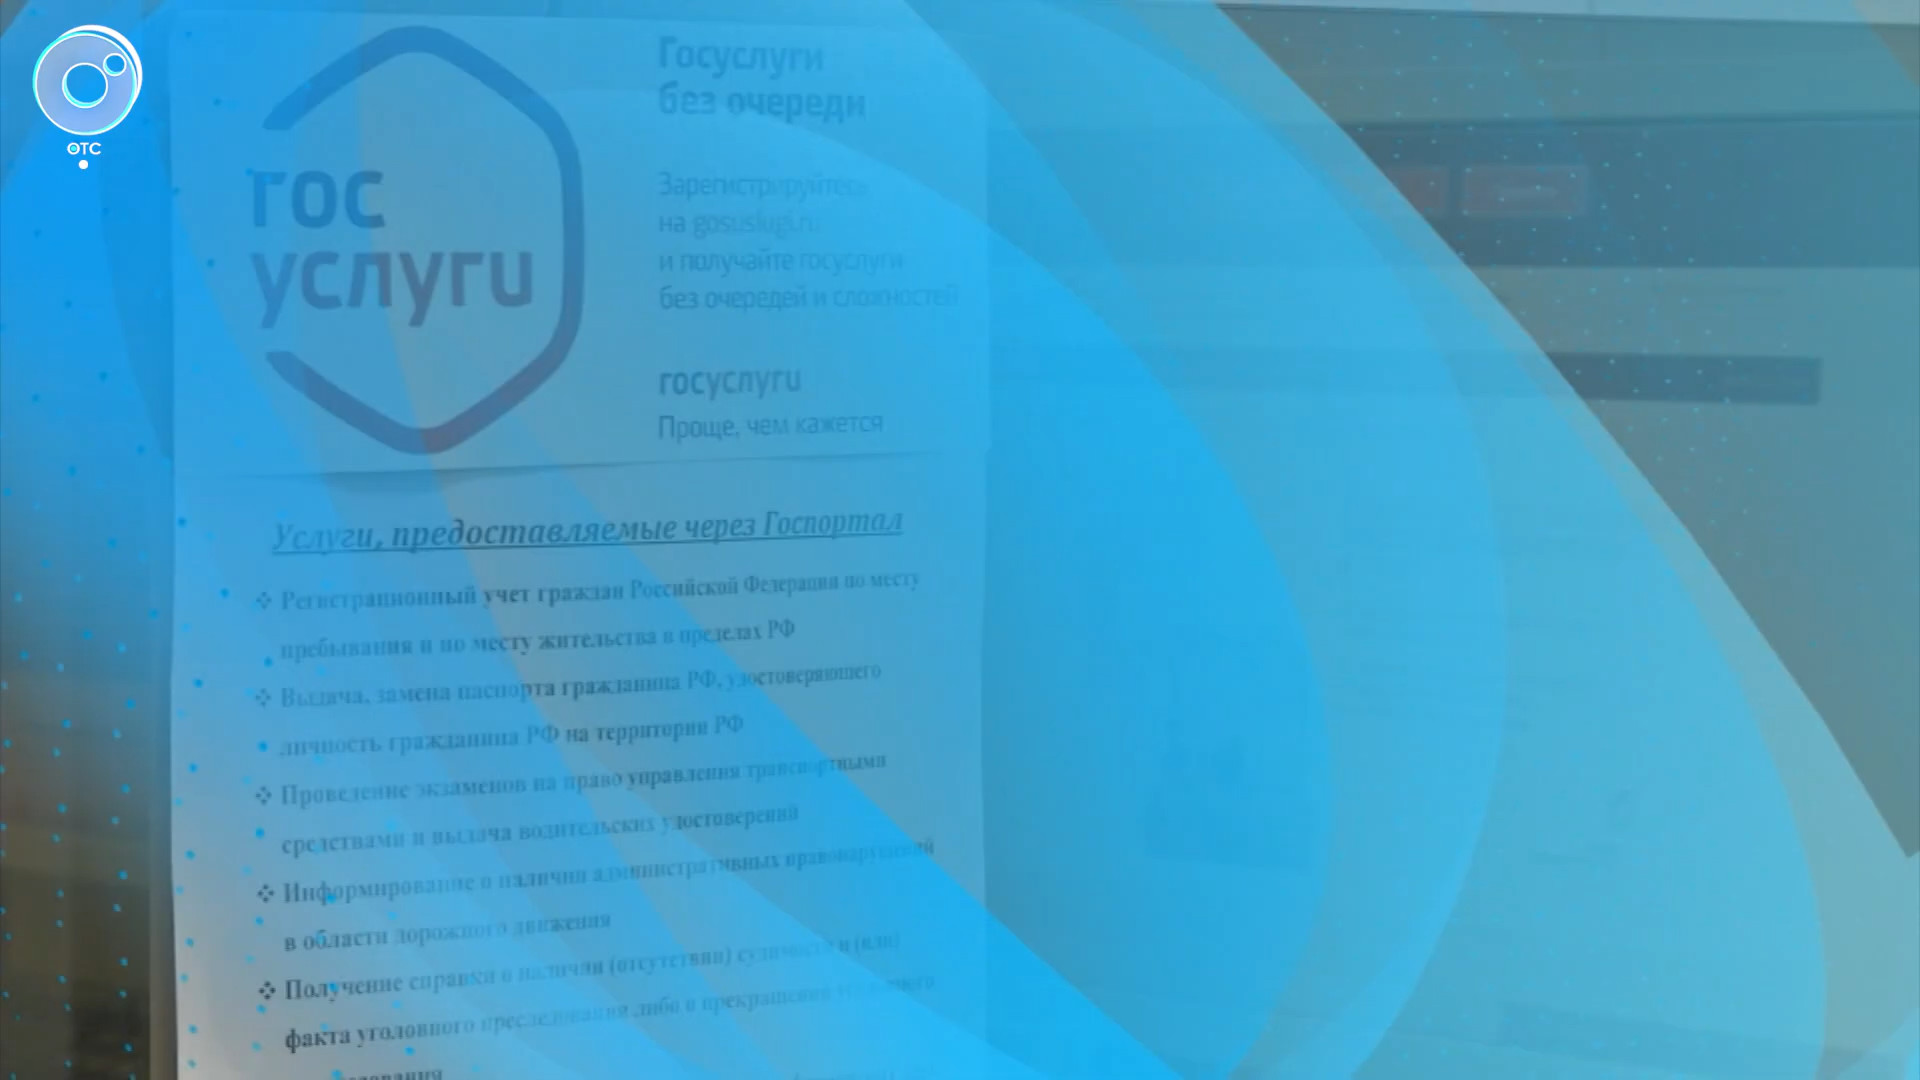 ОТС
гос
услуги
Госуслуги
без очереди
Зарегистрируйтесь
на gosuslugi.ru
и получайте госуслуги
без очередей и сложностей
госуслуги
Проще, чем кажется
Услуги, предоставляемые через Госпортал
❖ Регистрационный учет граждан Российской Федерации по месту
пребывания и по месту жительства в пределах РФ
❖ Выдача, замена паспорта гражданина РФ, удостоверяющего
личность гражданина РФ на территории РФ
❖ Проведение экзаменов на право управления транспортными
средствами и выдача водительских удостоверений
❖ Информирование о наличии административных правонарушений
в области дорожного движения
❖ Получение справки о наличии (отсутствии) судимости и (или)
факта уголовного преследования либо о прекращении уголовного